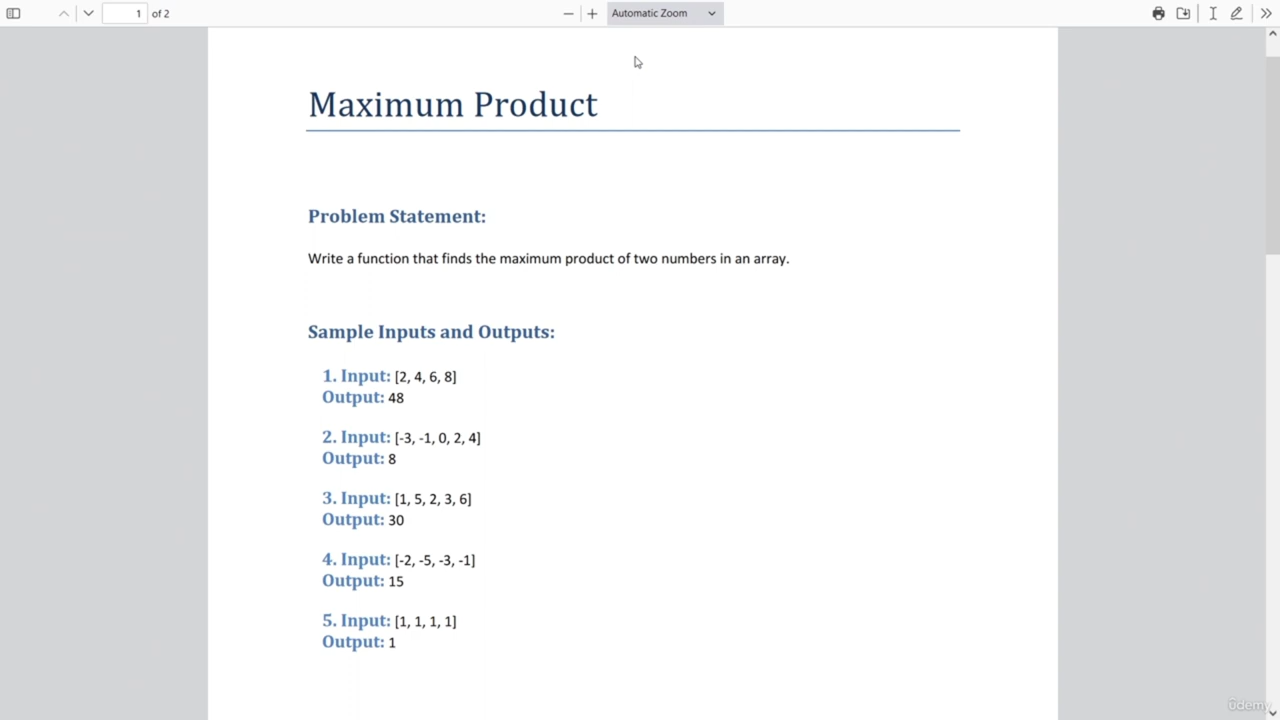 1 of 2
Automatic Zoom
Maximum Product
Problem Statement:
Write a function that finds the maximum product of two numbers in an array.
Sample Inputs and Outputs:
1. Input: [2, 4, 6, 8]
Output: 48
2. Input: [-3, -1, 0, 2, 4]
Output: 8
3. Input: [1, 5, 2, 3, 6]
Output: 30
4. Input: [-2, -5, -3, -1]
Output: 15
5. Input: [1, 1, 1, 1]
Output: 1
ûdemy